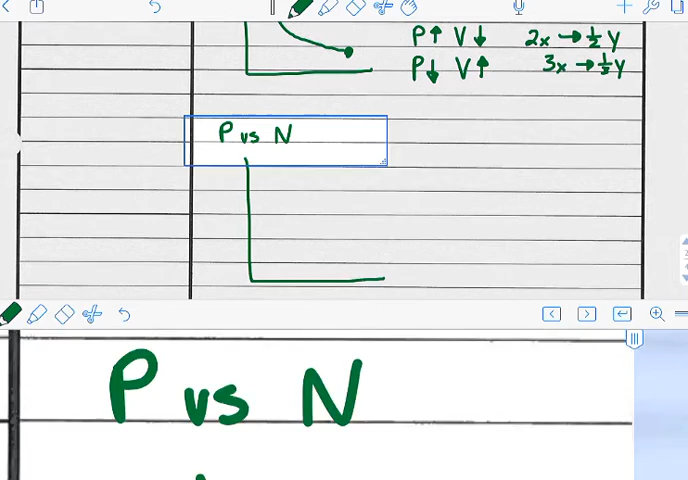 P↑ V↓ 2x → 1/2 y
P↓ V↑ 3x → 1/3 y
P vs N
P vs N